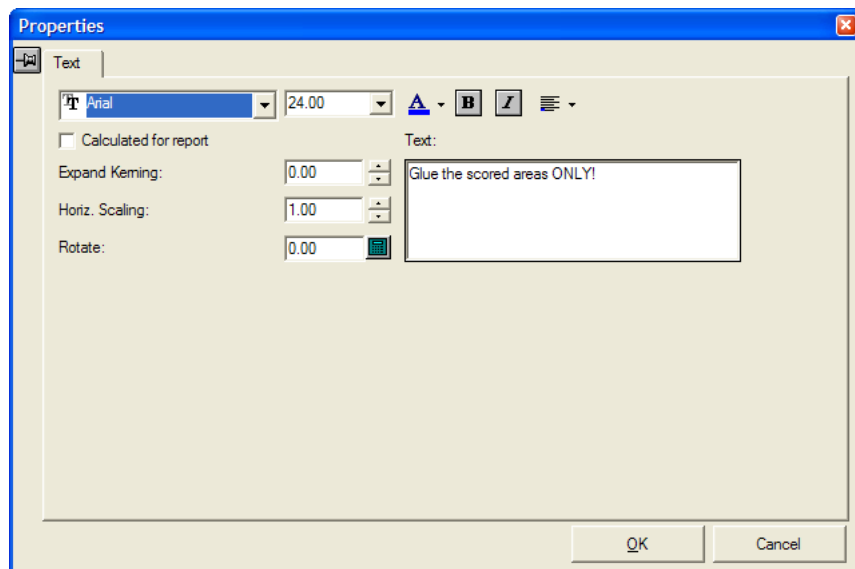 Properties
Text
Arial 24.00 A B I
Calculated for report Text:
Expand Kerning: 0.00 Glue the scored areas ONLY!
Horiz. Scaling: 1.00
Rotate: 0.00
OK Cancel